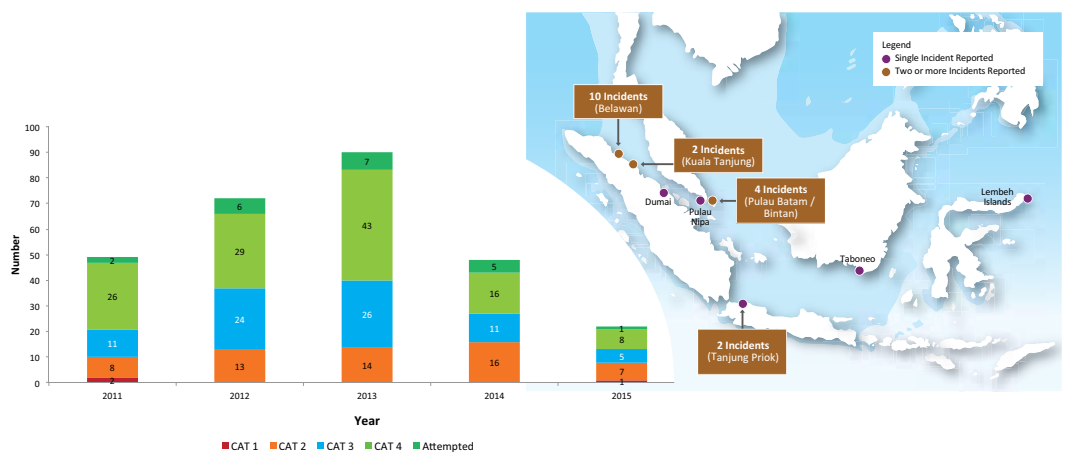 100
90
80
70
60
50
40
30
20
10
0
Number
2
26
11
8
2
6
29
24
13
7
43
26
14
5
16
11
16
1
8
5
7
1
2011
2012
2013
2014
2015
Year
CAT 1
CAT 2
CAT 3
CAT 4
Attempted
Legend
Single Incident Reported
Two or more Incidents Reported
10 Incidents
(Belawan)
2 Incidents
(Kuala Tanjung)
4 Incidents
(Pulau Batam /
Bintan)
Dumai
Pulau
Nipa
Lembeh
Islands
Taboneo
2 Incidents
(Tanjung Priok)